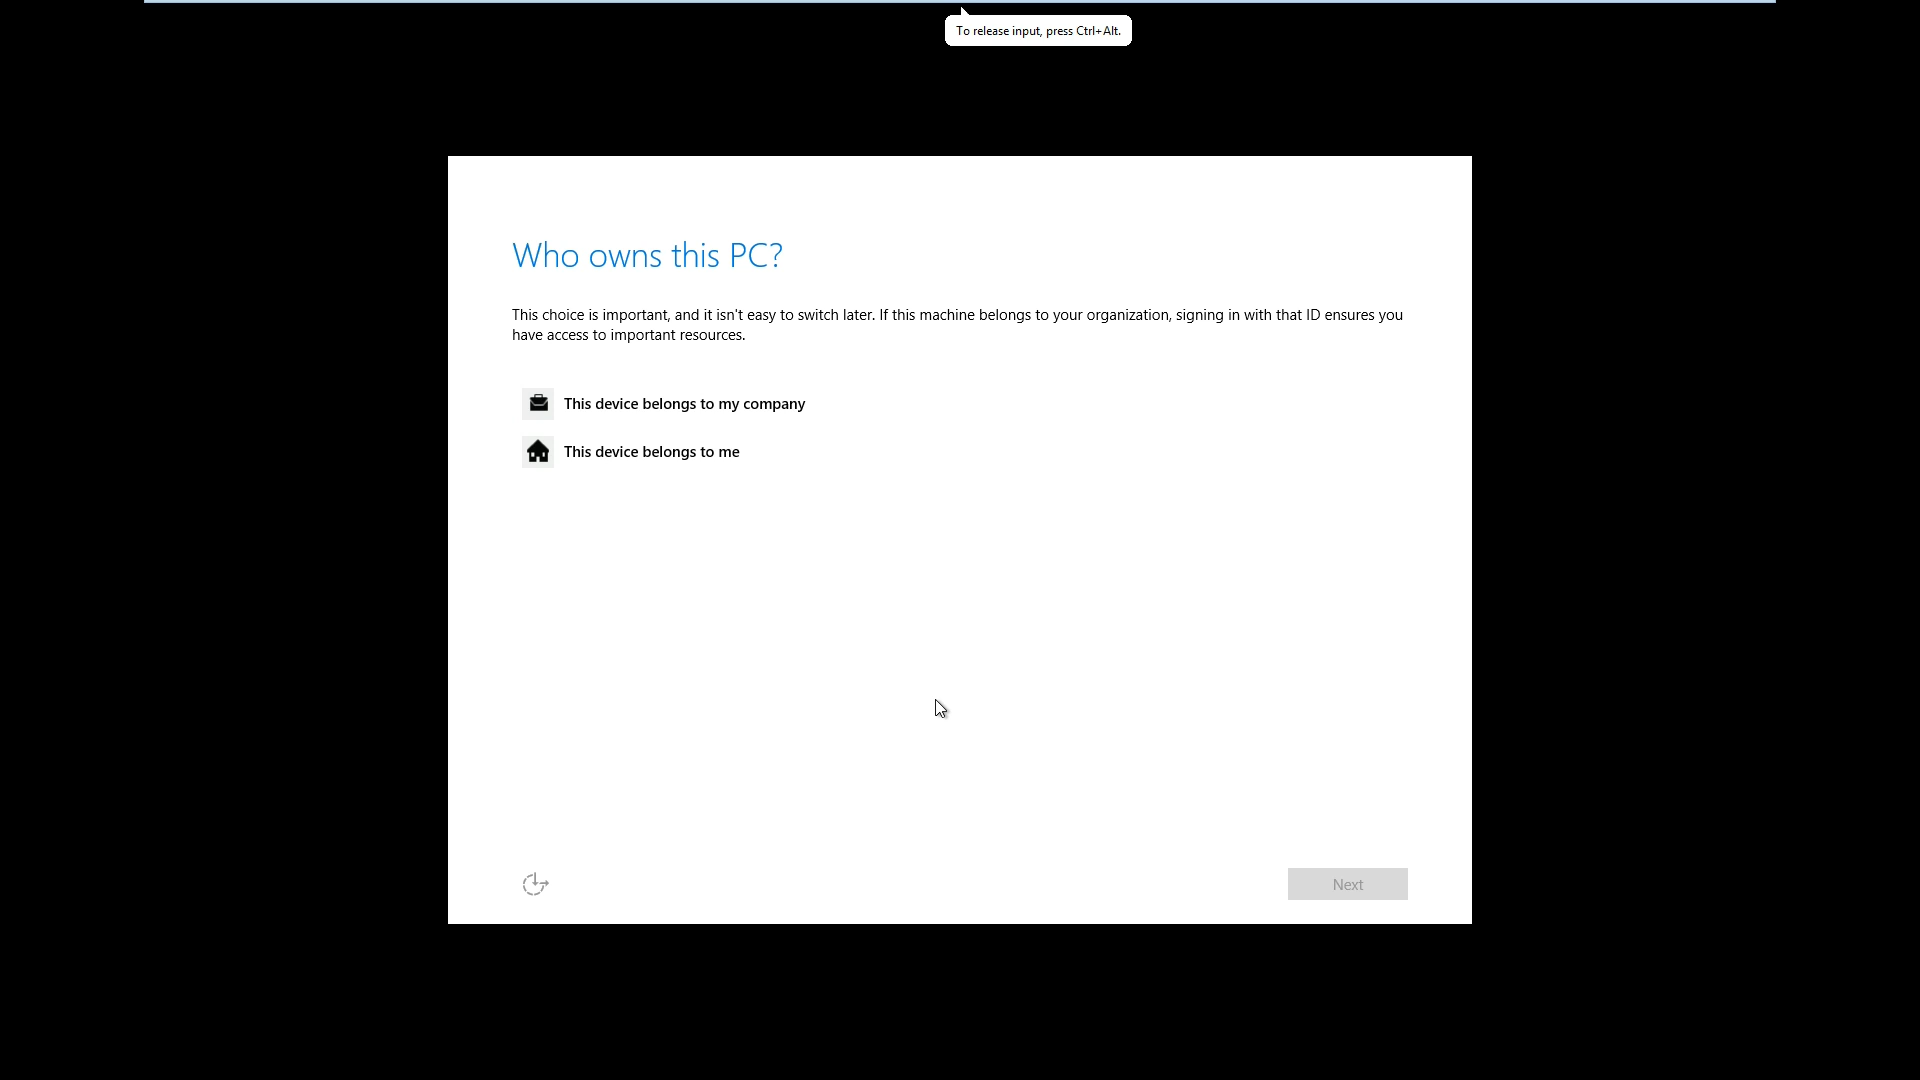 To release input, press Ctrl+Alt.
Who owns this PC?
This choice is important, and it isn't easy to switch later. If this machine belongs to your organization, signing in with that ID ensures you
have access to important resources.
This device belongs to my company
This device belongs to me
Next